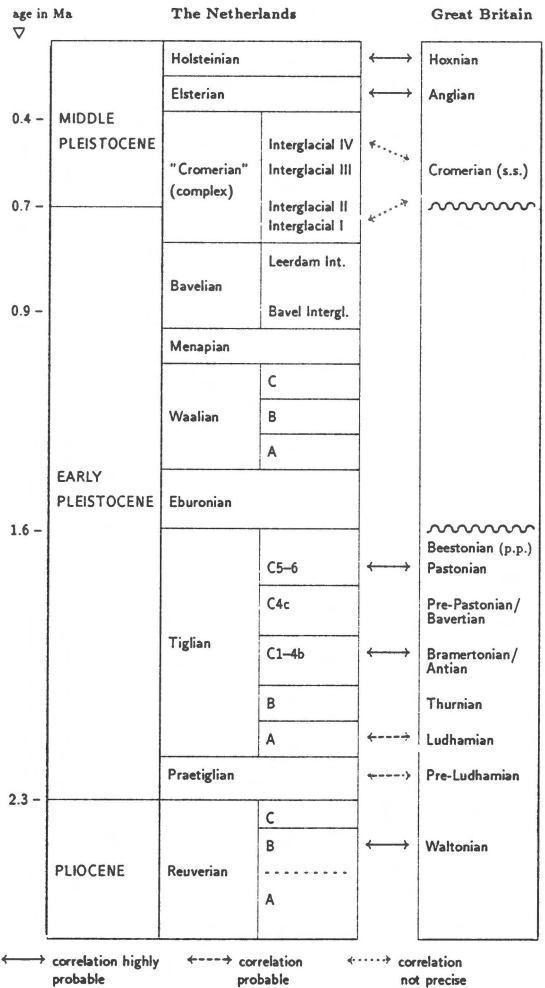 age in Ma The Netherlands Great Britain
Holsteinian Hoxnian
Elsterian Anglian
0.4 –
MIDDLE
PLEISTOCENE
"Cromerian"
(complex)
Interglacial IV
Interglacial III
Interglacial II
Interglacial I
Cromerian (s.s.)
0.7 –
Bavelian
Leerdam Int.
Bavel Intergl.
0.9 –
Menapian
Waalian
C
B
A
EARLY
PLEISTOCENE
Eburonian
1.6 –
Beestonian (p.p.)
Tiglian
C5–6 Pastonian
C4c Pre-Pastonian/
Bavertian
C1–4b Bramertonian/
Antian
B Thurnian
A Ludhamian
Praetiglian Pre-Ludhamian
2.3 –
PLIOCENE
Reuverian
C
B Waltonian
A
correlation highly
probable
correlation
probable
correlation
not precise